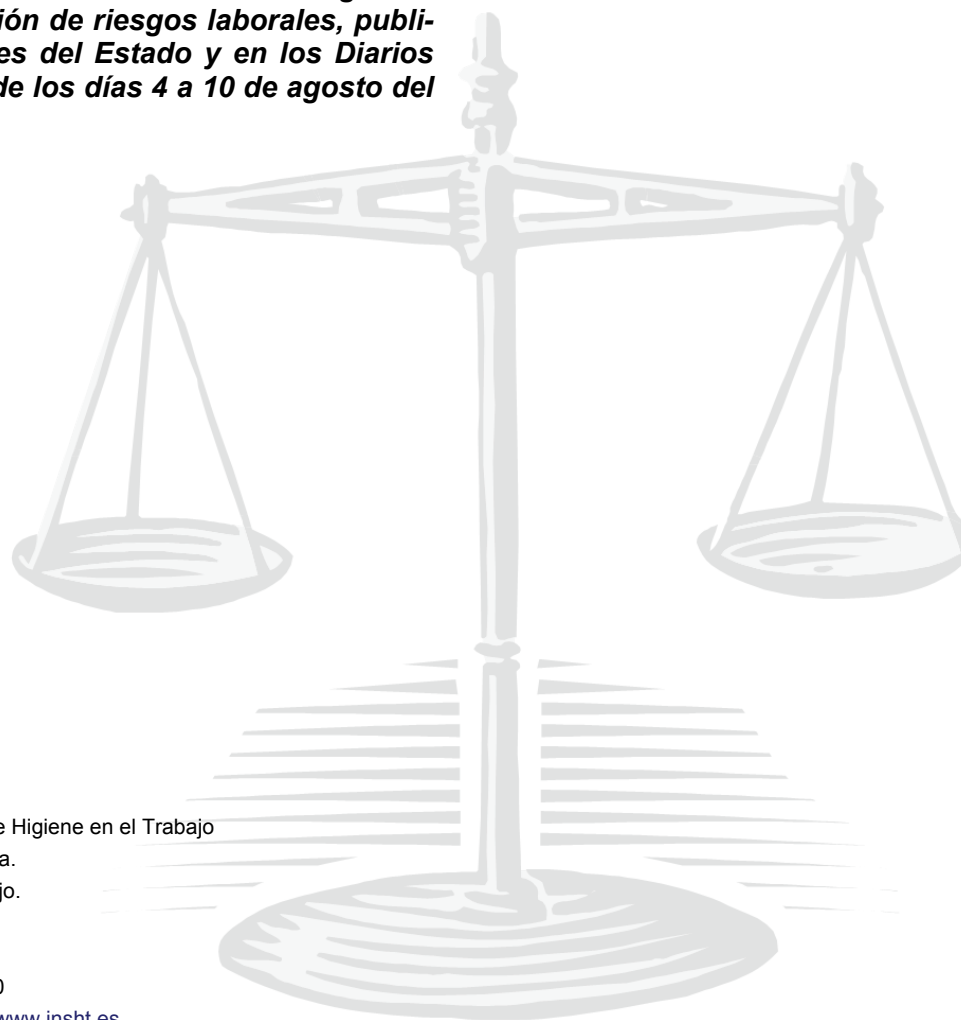 ión de riesgos laborales, publi-
es del Estado y en los Diarios
de los días 4 a 10 de agosto del
e Higiene en el Trabajo
a.
jo.
0
www.insht.es